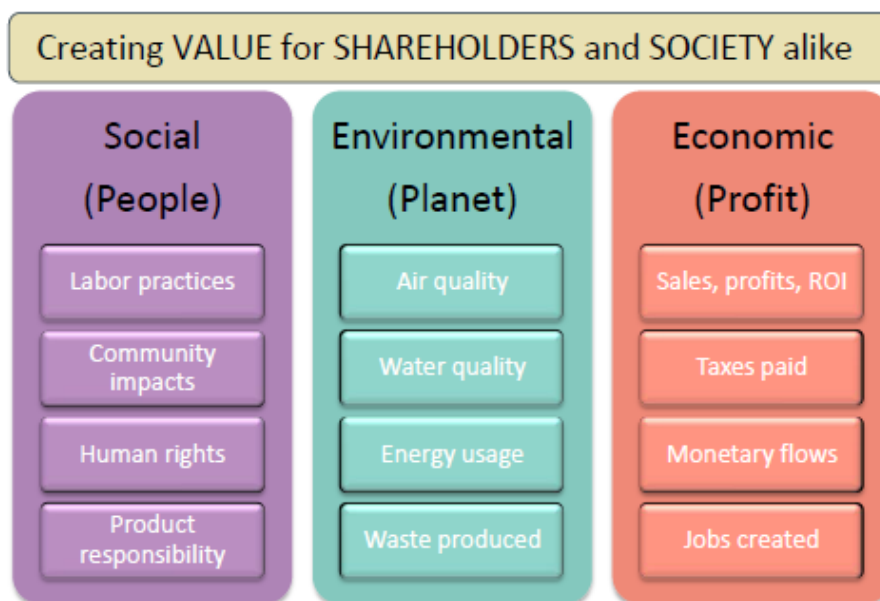 Creating VALUE for SHAREHOLDERS and SOCIETY alike
Social
(People)
Labor practices
Community
impacts
Human rights
Product
responsibility
Environmental
(Planet)
Air quality
Water quality
Energy usage
Waste produced
Economic
(Profit)
Sales, profits, ROI
Taxes paid
Monetary flows
Jobs created